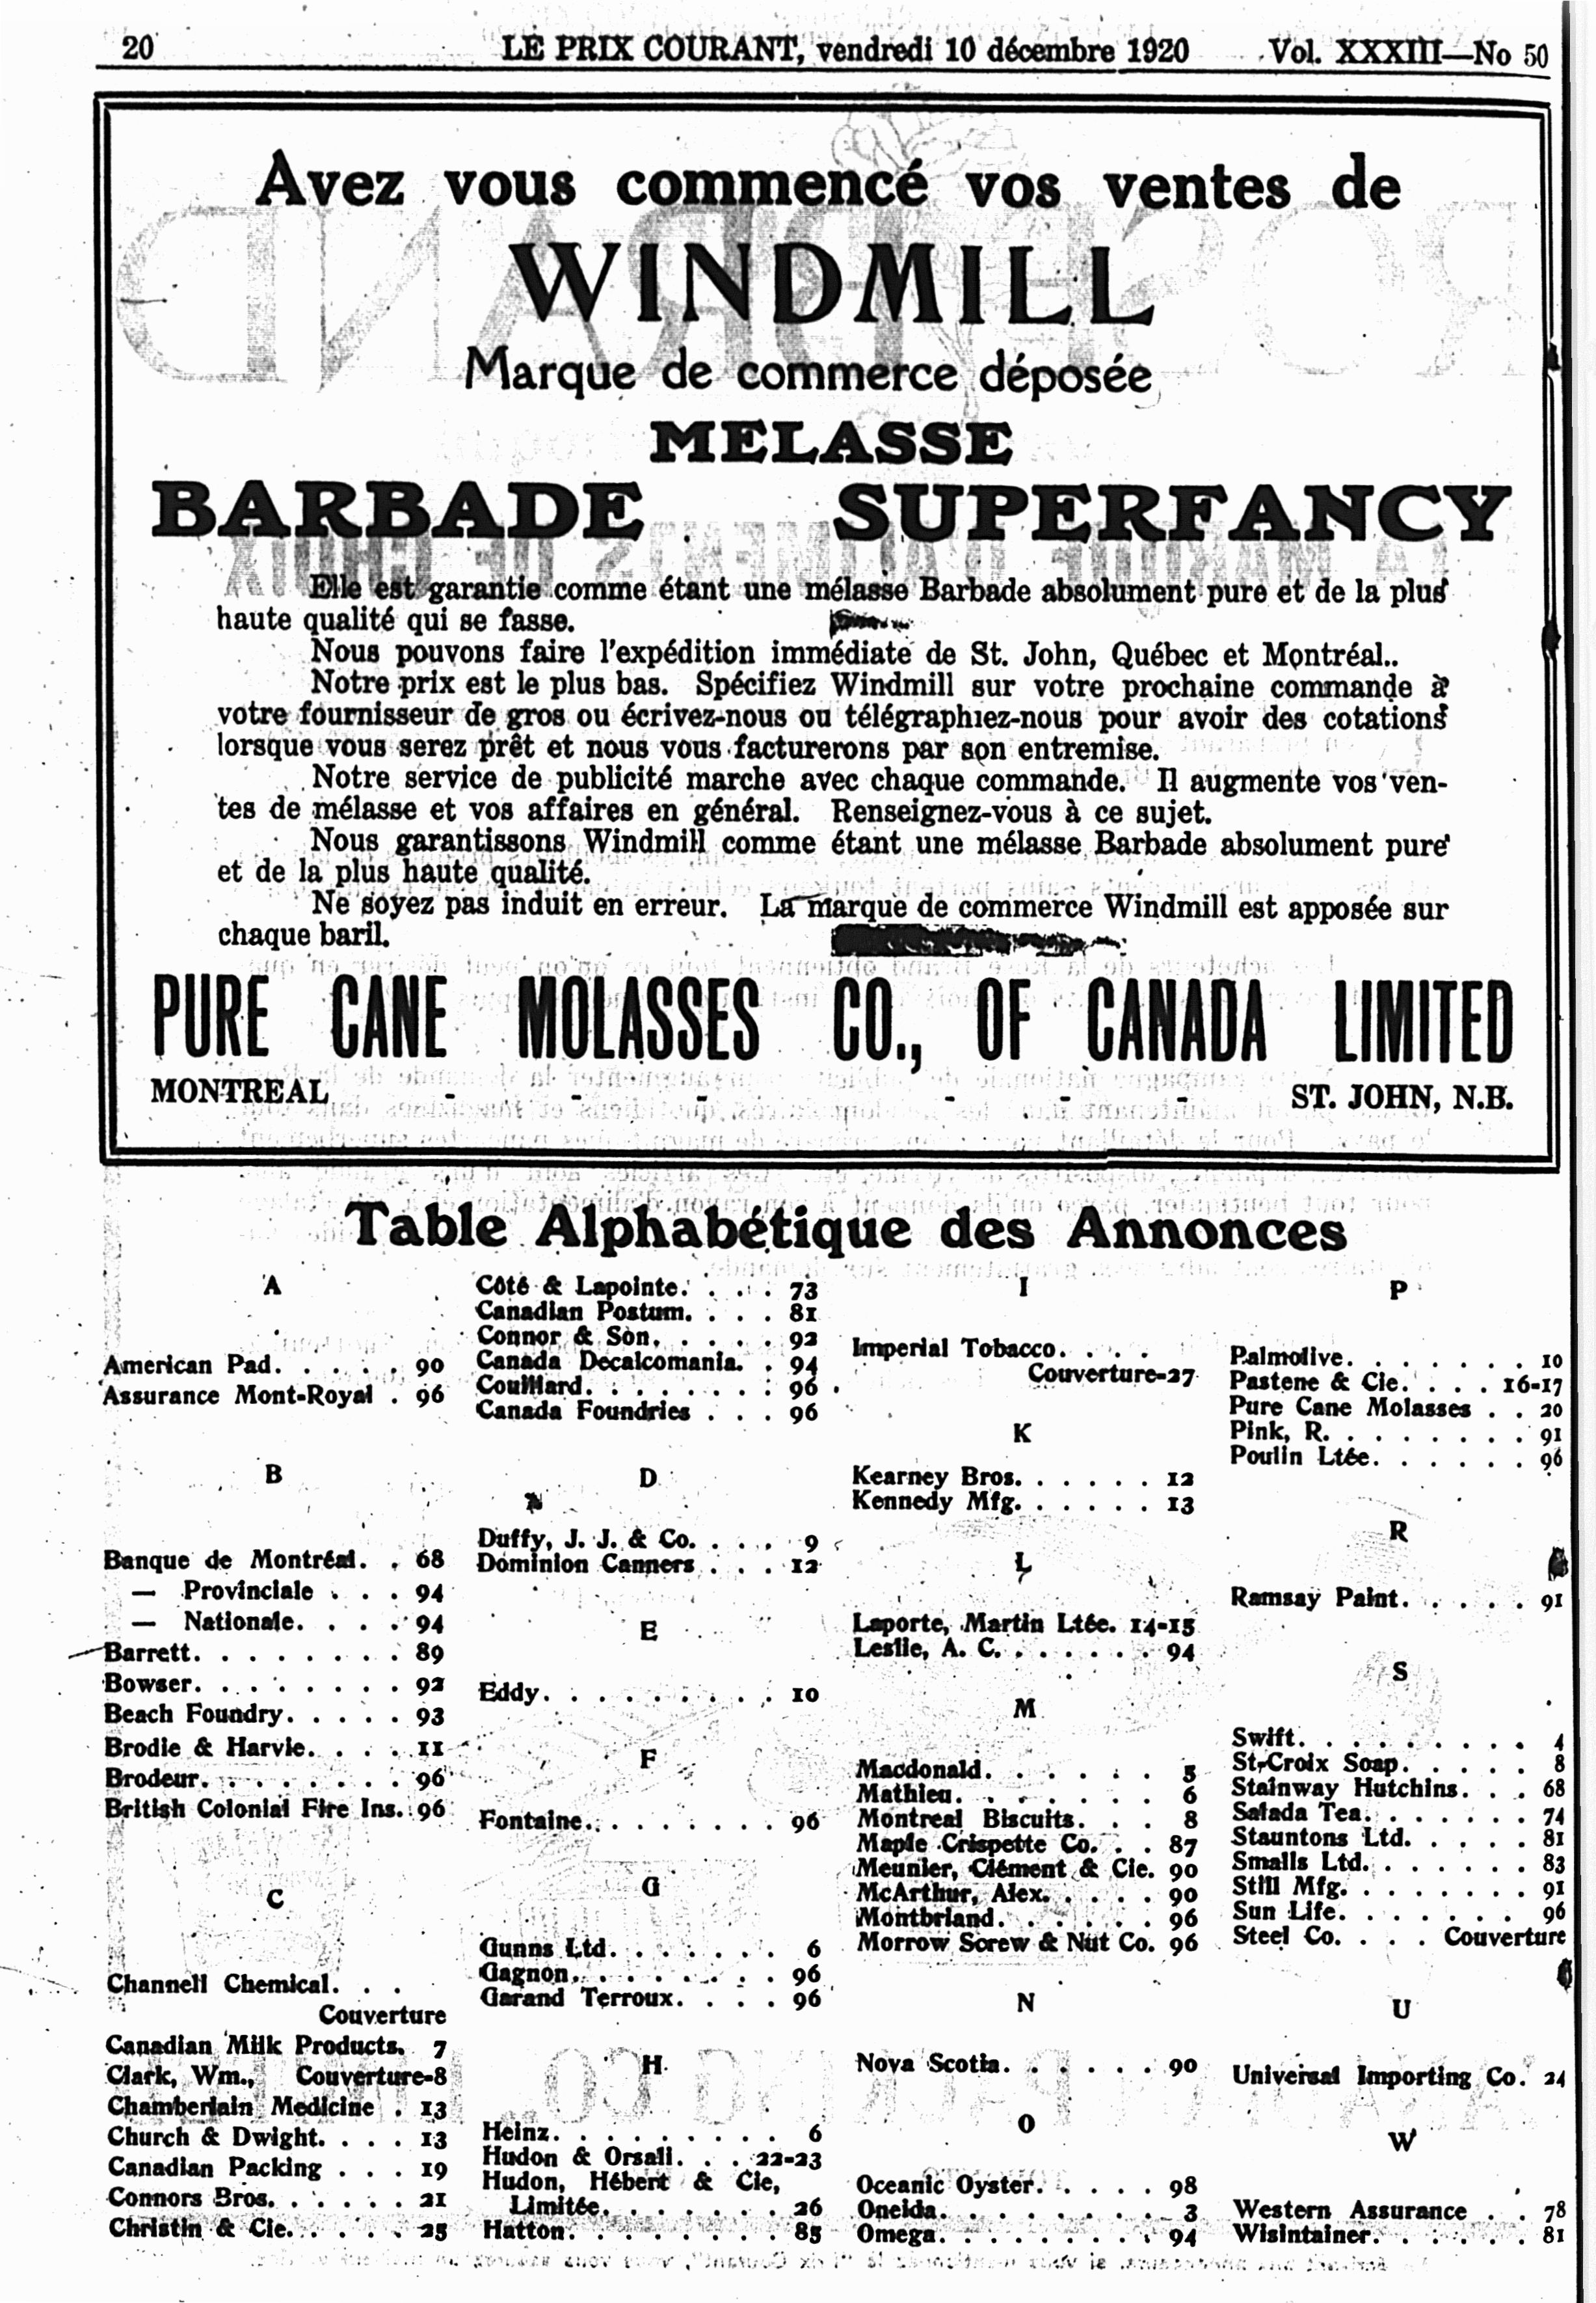 20
LE PRIX COURANT, vendredi 10 décembre 1920
Vol. XXXIII—No 50
Avez vous commencé vos ventes de
WINDMILL
Marque de commerce déposée
MELASSE
BARBADE SUPERFANCY
Elle est garantie comme étant une mélasse Barbade absolument pure et de la plus
haute qualité qui se fasse.
Nous pouvons faire l'expédition immédiate de St. John, Québec et Montréal..
Notre prix est le plus bas. Spécifiez Windmill sur votre prochaine commande à
votre fournisseur de gros ou écrivez-nous ou télégraphiez-nous pour avoir des cotations
lorsque vous serez prêt et nous vous facturerons par son entremise.
Notre service de publicité marche avec chaque commande. Il augmente vos ven-
tes de mélasse et vos affaires en général. Renseignez-vous à ce sujet.
Nous garantissons Windmill comme étant une mélasse Barbade absolument pure
et de la plus haute qualité.
Ne soyez pas induit en erreur. La marque de commerce Windmill est apposée sur
chaque baril.
PURE CANE MOLASSES CO., OF CANADA LIMITED
MONTREAL - - - - - - ST. JOHN, N.B.
Table Alphabétique des Annonces
A
American Pad. . . . . 90
Assurance Mont-Royal . 96
B
Banque de Montréal. . 68
— Provinciale . . . 94
— Nationale. . . . 94
Barrett. . . . . . . . 89
Bowser. . . . . . . . 92
Beach Foundry. . . . . 93
Brodie & Harvie. . . . 11
Brodeur. . . . . . . . 96
British Colonial Fire Ins. 96
C
Channell Chemical. . .
Couverture
Canadian Milk Products. 7
Clark, Wm., Couverture-8
Chamberlain Medicine . 13
Church & Dwight. . . . 13
Canadian Packing . . . 19
Connors Bros. . . . . . 21
Christin & Cie. . . . . 25
Côté & Lapointe. . . . 73
Canadian Postum. . . . 81
Connor & Son. . . . . 92
Canada Decalcomania. . 94
Couillard. . . . . . . . 96
Canada Foundries . . . 96
D
Duffy, J. J. & Co. . . . 9
Dominion Canners . . . 12
E
Eddy. . . . . . . . . . 10
F
Fontaine. . . . . . . . 96
G
Gunns Ltd. . . . . . . 6
Gagnon. . . . . . . . . 96
Garand Terroux. . . . 96
H
Heinz. . . . . . . . . . 6
Hudon & Orsali. . . 22-23
Hudon, Hébert & Cie,
Limitée. . . . . . . 26
Hatton. . . . . . . . . 85
I
Imperial Tobacco. . . .
Couverture-27
K
Kearney Bros. . . . . . 12
Kennedy Mfg. . . . . . 13
L
Laporte, Martin Ltée. 14-15
Leslie, A. C. . . . . . . 94
M
Macdonald. . . . . . . 5
Mathieu. . . . . . . . 6
Montreal Biscuits. . . 8
Maple Crispette Co. . . 87
Meunier, Clément & Cie. 90
McArthur, Alex. . . . . 90
Montbriand. . . . . . . 96
Morrow Screw & Nut Co. 96
N
Nova Scotia. . . . . . 90
O
Oceanic Oyster. . . . . 98
Oneida. . . . . . . . . 3
Omega. . . . . . . . . 94
P
Palmolive. . . . . . . . 10
Pastene & Cie. . . . 16-17
Pure Cane Molasses . . 20
Pink, R. . . . . . . . . 91
Poulin Ltée. . . . . . . 96
R
Ramsay Paint. . . . . . 91
S
Swift. . . . . . . . . . 4
St-Croix Soap. . . . . . 8
Stainway Hutchins. . . 68
Salada Tea. . . . . . . 74
Stauntons Ltd. . . . . 81
Smalls Ltd. . . . . . . 83
Still Mfg. . . . . . . . 91
Sun Life. . . . . . . . 96
Steel Co. . . . Couverture
U
Universal Importing Co. 24
W
Western Assurance . . 78
Wisintainer. . . . . . . 81